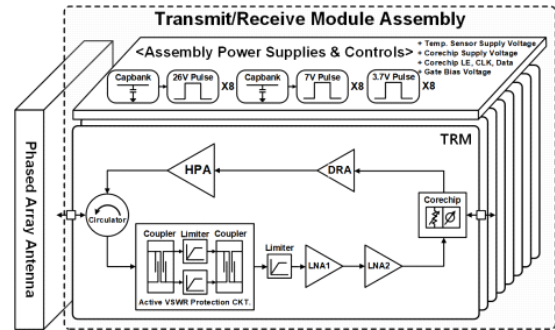 Transmit/Receive Module Assembly
<Assembly Power Supplies & Controls>
+ Temp. Sensor Supply Voltage
+ Corechip Supply Voltage
+ Corechip LE, CLK, Data
+ Gate Bias Voltage
Capbank
26V Pulse
X8
Capbank
7V Pulse
X8
3.7V Pulse
X8
Phased Array Antenna
TRM
HPA
DRA
Circulator
Corechip
Coupler
Limiter
Coupler
Limiter
LNA1
LNA2
Active VSWR Protection CKT.